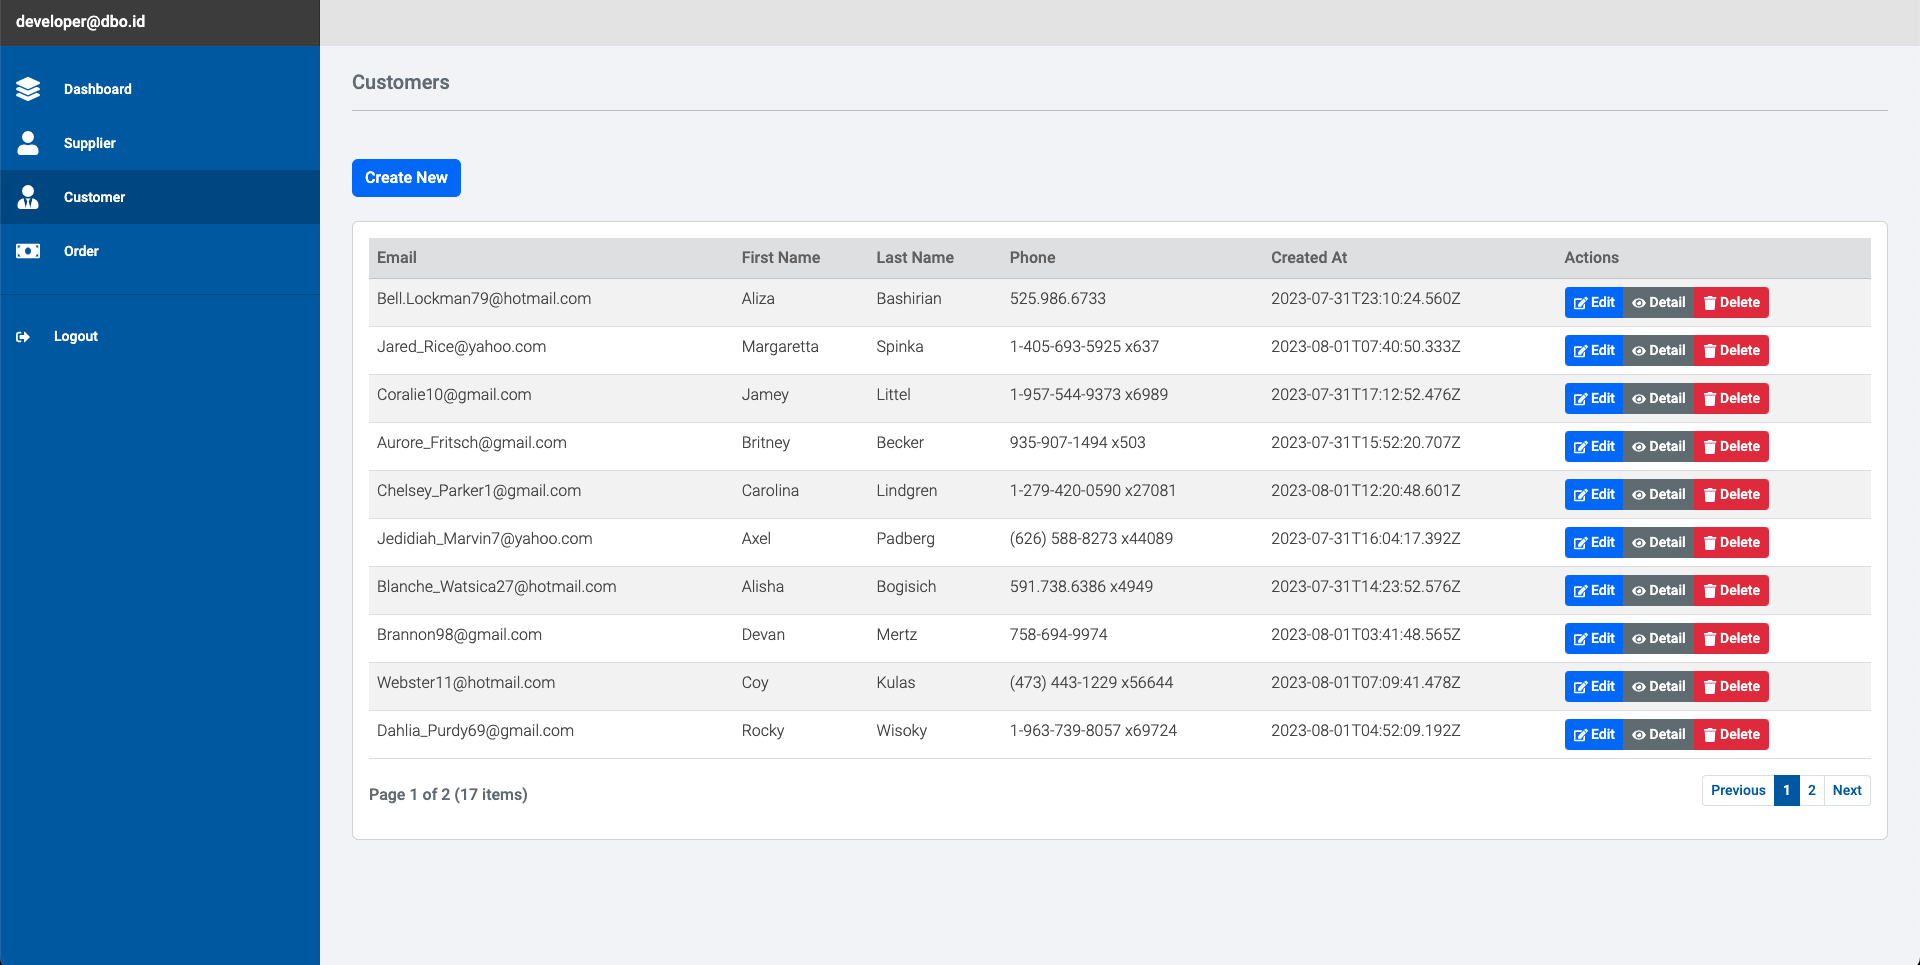 developer@dbo.id
Dashboard
Supplier
Customer
Order
Logout
Customers
Create New
Email First Name Last Name Phone Created At Actions
Bell.Lockman79@hotmail.com Aliza Bashirian 525.986.6733 2023-07-31T23:10:24.560Z Edit Detail Delete
Jared_Rice@yahoo.com Margaretta Spinka 1-405-693-5925 x637 2023-08-01T07:40:50.333Z Edit Detail Delete
Coralie10@gmail.com Jamey Littel 1-957-544-9373 x6989 2023-07-31T17:12:52.476Z Edit Detail Delete
Aurore_Fritsch@gmail.com Britney Becker 935-907-1494 x503 2023-07-31T15:52:20.707Z Edit Detail Delete
Chelsey_Parker1@gmail.com Carolina Lindgren 1-279-420-0590 x27081 2023-08-01T12:20:48.601Z Edit Detail Delete
Jedidiah_Marvin7@yahoo.com Axel Padberg (626) 588-8273 x44089 2023-07-31T16:04:17.392Z Edit Detail Delete
Blanche_Watsica27@hotmail.com Alisha Bogisich 591.738.6386 x4949 2023-07-31T14:23:52.576Z Edit Detail Delete
Brannon98@gmail.com Devan Mertz 758-694-9974 2023-08-01T03:41:48.565Z Edit Detail Delete
Webster11@hotmail.com Coy Kulas (473) 443-1229 x56644 2023-08-01T07:09:41.478Z Edit Detail Delete
Dahlia_Purdy69@gmail.com Rocky Wisoky 1-963-739-8057 x69724 2023-08-01T04:52:09.192Z Edit Detail Delete
Page 1 of 2 (17 items) Previous 1 2 Next